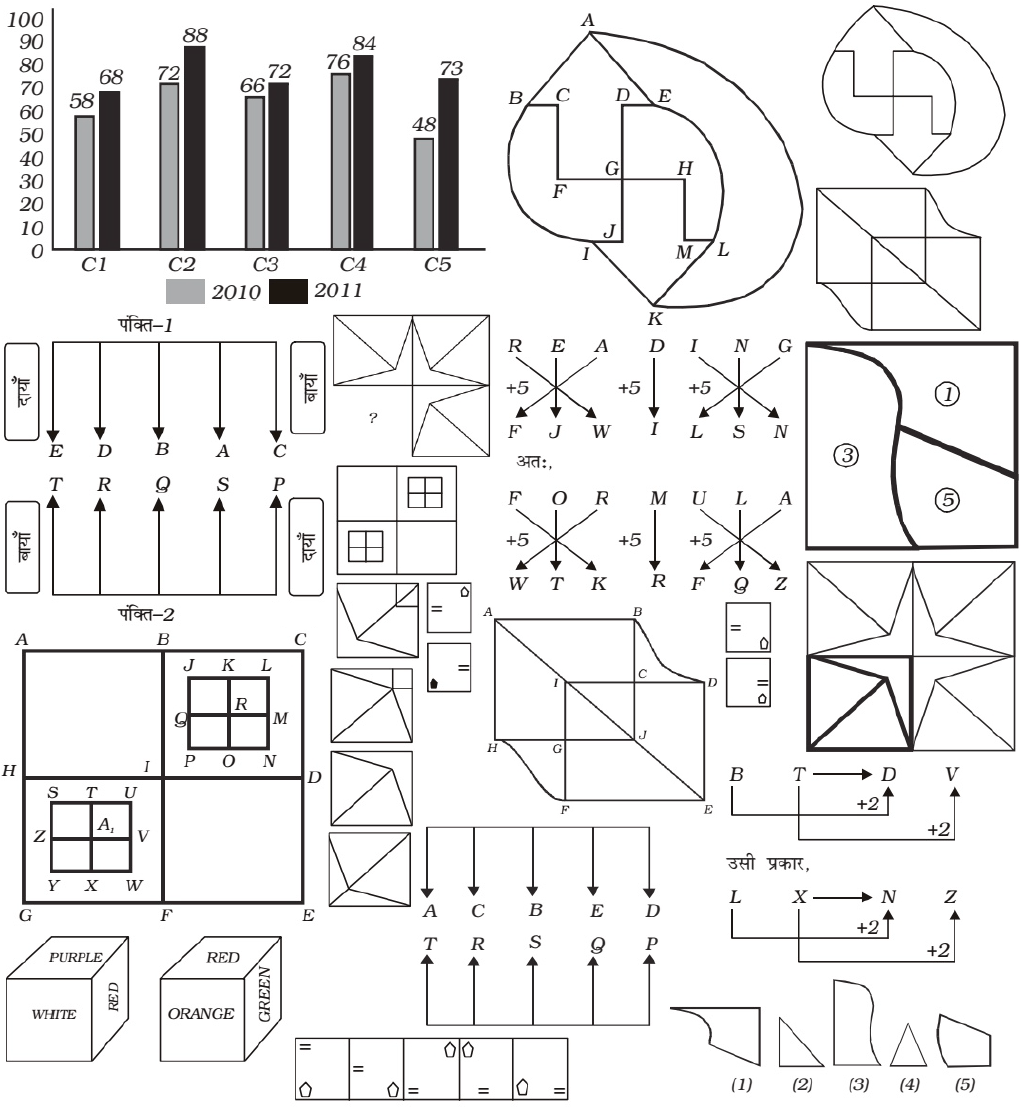 100
90
80
70
60
50
40
30
20
10
0
58 68 72 88 66 72 76 84 48 73
C1 C2 C3 C4 C5
2010 2011
A
B C D E
F G H
I J M L
K
पंक्ति–1
दायाँ बायाँ
E D B A C
T R Q S P
बायाँ दायाँ
पंक्ति–2
?
R E A D I N G
+5 +5 +5
F J W I L S N
अतः,
F O R M U L A
+5 +5 +5
W T K R F Q Z
1
3
5
A B C
J K L
Q R M
P O N
H I D
S T U
Z A₁ V
Y X W
G F E
= =
= =
A B
I C D
H G J
F E
B T D V
+2
+2
उसी प्रकार,
L X N Z
+2
+2
A C B E D
T R S Q P
PURPLE
WHITE RED
RED
ORANGE GREEN
= = = = =
(1) (2) (3) (4) (5)